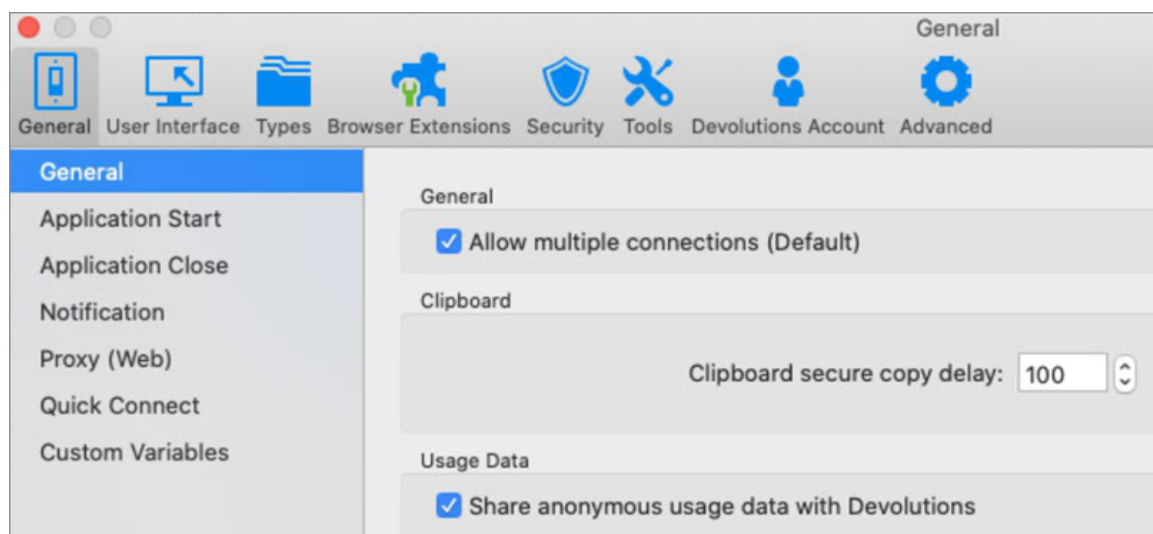 General
General User Interface Types Browser Extensions Security Tools Devolutions Account Advanced
General
Application Start
Application Close
Notification
Proxy (Web)
Quick Connect
Custom Variables
General
Allow multiple connections (Default)
Clipboard
Clipboard secure copy delay: 100
Usage Data
Share anonymous usage data with Devolutions